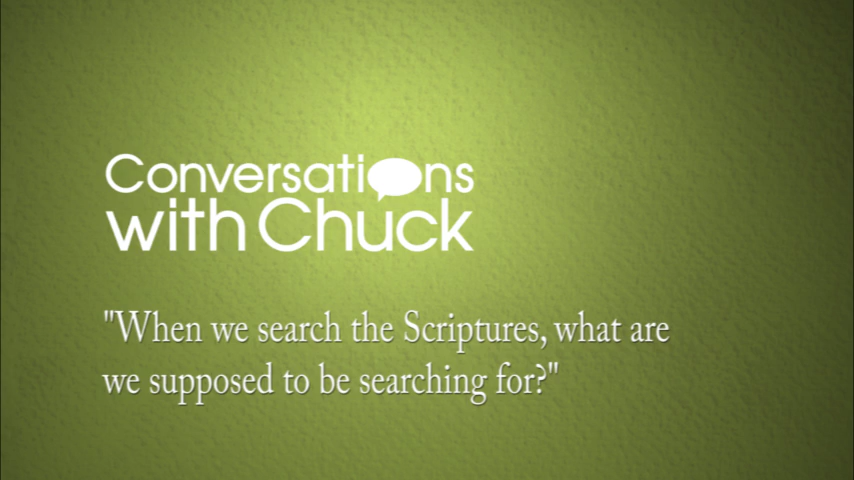 Conversations
with Chuck
"When we search the Scriptures, what are
we supposed to be searching for?"